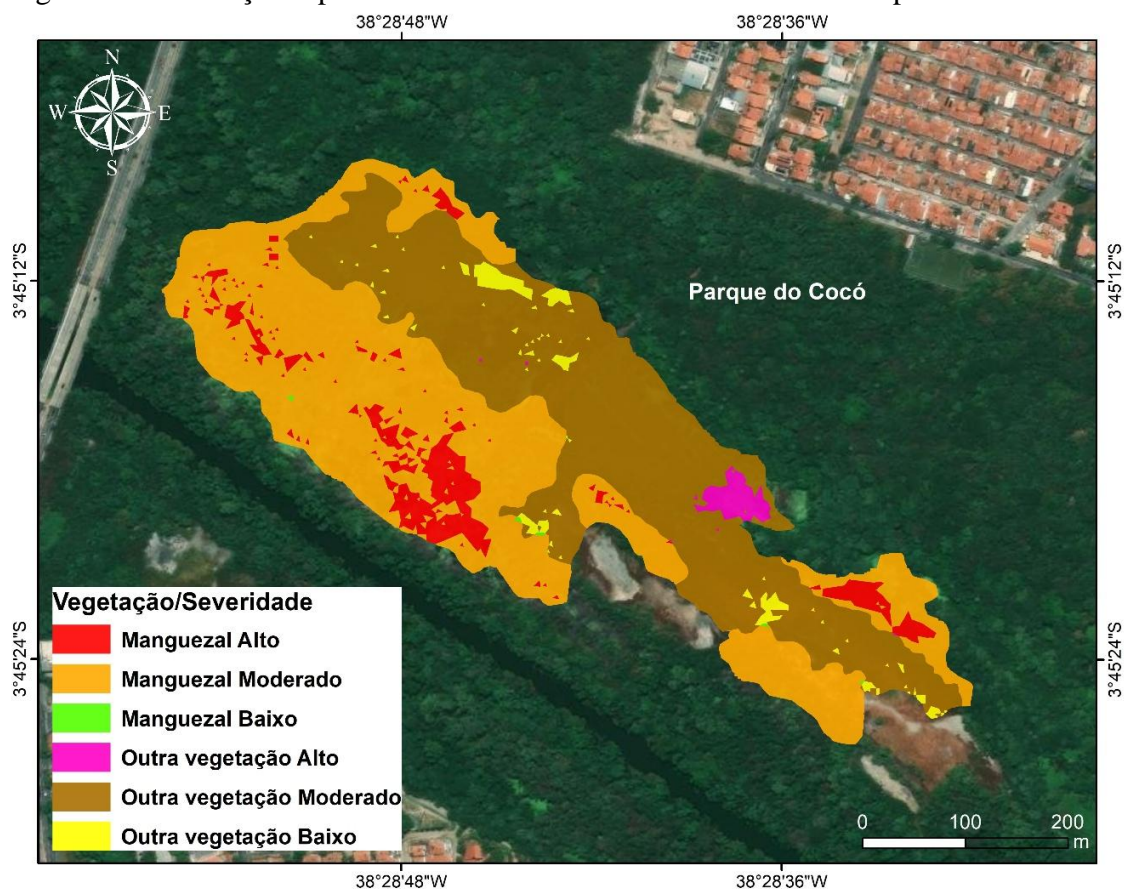 38°28'48"W 38°28'36"W
N
W E
S
3°45'12"S 3°45'12"S
Parque do Cocó
3°45'24"S 3°45'24"S
Vegetação/Severidade
Manguezal Alto
Manguezal Moderado
Manguezal Baixo
Outra vegetação Alto
Outra vegetação Moderado
Outra vegetação Baixo
0 100 200
m
38°28'48"W 38°28'36"W